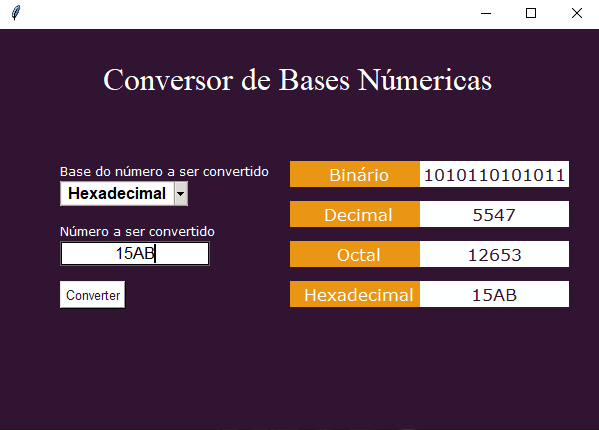 Conversor de Bases Númericas
Base do número a ser convertido
Hexadecimal
Número a ser convertido
15AB
Converter
Binário 1010110101011
Decimal 5547
Octal 12653
Hexadecimal 15AB